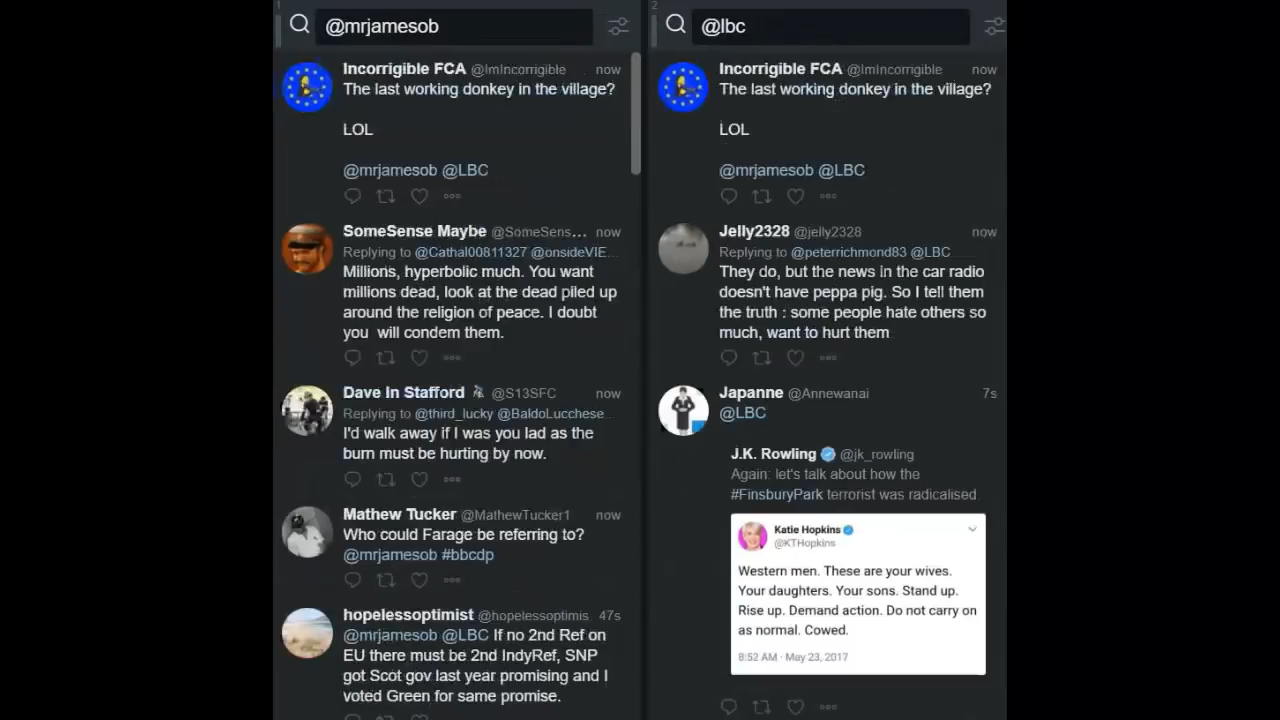 1
@mrjamesob
Incorrigible FCA @ImIncorrigible now
The last working donkey in the village?
LOL
@mrjamesob @LBC
SomeSense Maybe @SomeSens... now
Replying to @Cathal00811327 @onsideVIE...
Millions, hyperbolic much. You want
millions dead, look at the dead piled up
around the religion of peace. I doubt
you will condem them.
Dave In Stafford @S13SFC now
Replying to @third_lucky @BaldoLucchese...
I'd walk away if I was you lad as the
burn must be hurting by now.
Mathew Tucker @MathewTucker1 now
Who could Farage be referring to?
@mrjamesob #bbcdp
hopelessoptimist @hopelessoptimis 47s
@mrjamesob @LBC If no 2nd Ref on
EU there must be 2nd IndyRef, SNP
got Scot gov last year promising and I
voted Green for same promise.
2
@lbc
Incorrigible FCA @ImIncorrigible now
The last working donkey in the village?
LOL
@mrjamesob @LBC
Jelly2328 @jelly2328 now
Replying to @peterrichmond83 @LBC
They do, but the news in the car radio
doesn't have peppa pig. So I tell them
the truth : some people hate others so
much, want to hurt them
Japanne @Annewanai 7s
@LBC
J.K. Rowling @jk_rowling
Again: let's talk about how the
#FinsburyPark terrorist was radicalised
Katie Hopkins
@KTHopkins
Western men. These are your wives.
Your daughters. Your sons. Stand up.
Rise up. Demand action. Do not carry on
as normal. Cowed.
8:52 AM · May 23, 2017